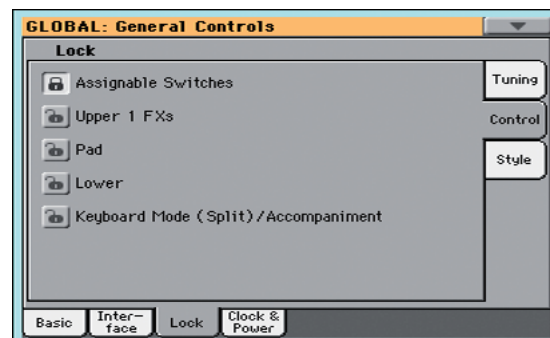 GLOBAL: General Controls
Lock
Assignable Switches
Upper 1 FXs
Pad
Lower
Keyboard Mode (Split)/Accompaniment
Tuning
Control
Style
Basic
Inter-
face
Lock
Clock &
Power